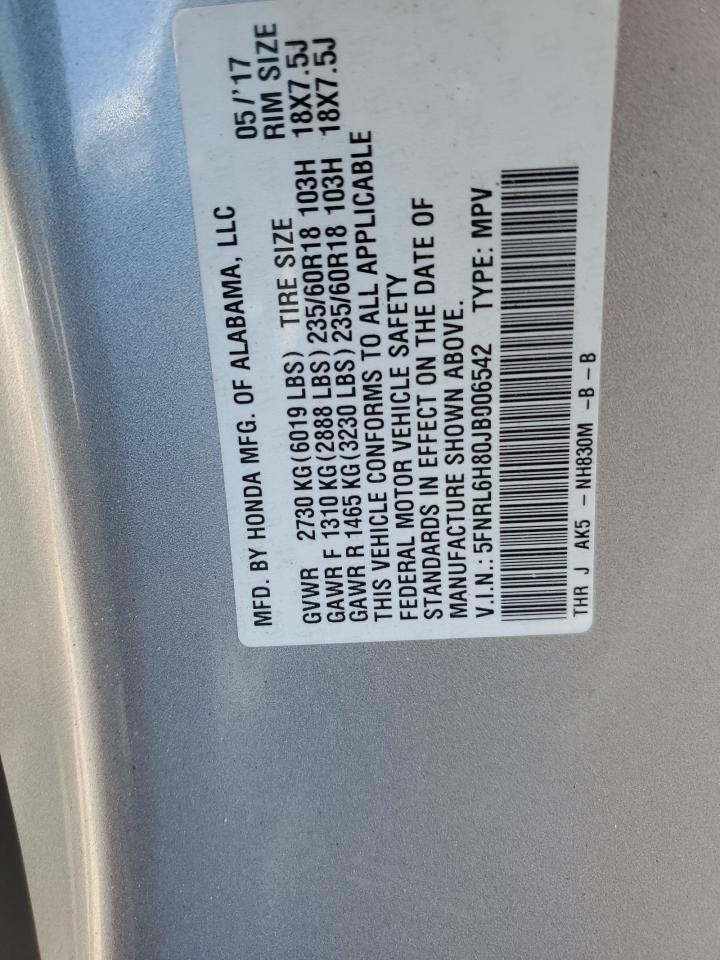 MFD. BY HONDA MFG. OF ALABAMA, LLC 05/'17
GVWR 2730 KG(6019 LBS) TIRE SIZE RIM SIZE
GAWR F 1310 KG(2888 LBS)235/60R18 103H 18X7.5J
GAWR R 1465 KG(3230 LBS)235/60R18 103H 18X7.5J
THIS VEHICLE CONFORMS TO ALL APPLICABLE
FEDERAL MOTOR VEHICLE SAFETY
STANDARDS IN EFFECT ON THE DATE OF
MANUFACTURE SHOWN ABOVE.
V.I.N.: 5FNRL6H80JB006542 TYPE: MPV
THR J AK5 - NH830M -B-B